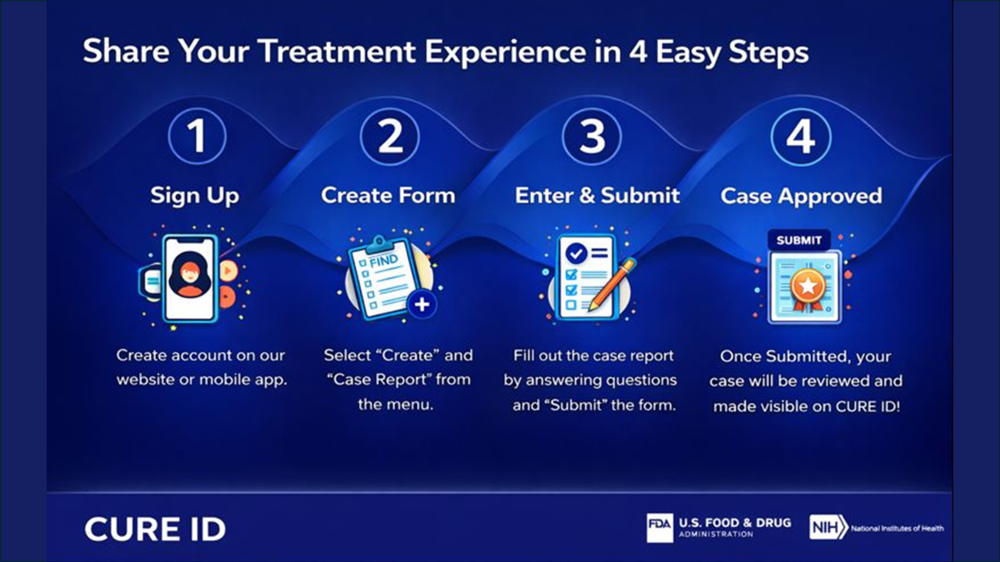 Share Your Treatment Experience in 4 Easy Steps
1
Sign Up
Create account on our
website or mobile app.
2
Create Form
FIND
Select “Create” and
“Case Report” from
the menu.
3
Enter & Submit
Fill out the case report
by answering questions
and “Submit” the form.
4
Case Approved
SUBMIT
Once Submitted, your
case will be reviewed and
made visible on CURE ID!
CURE ID
FDA
U.S. FOOD & DRUG
ADMINISTRATION
NIH
National Institutes of Health